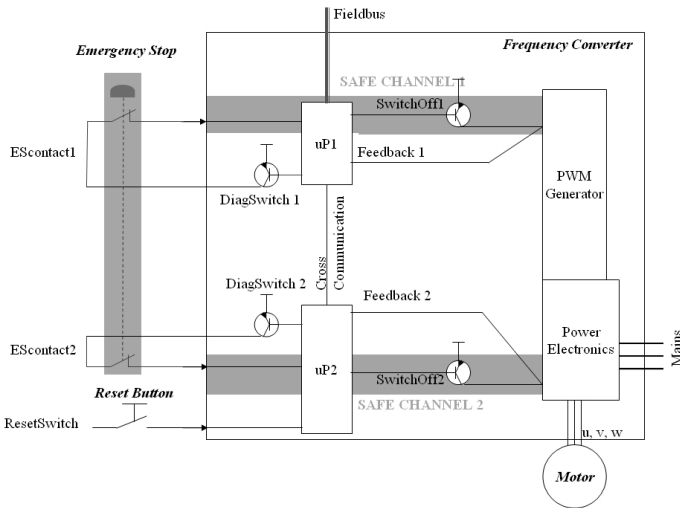 Fieldbus
Emergency Stop
Frequency Converter
SAFE CHANNEL 1
SwitchOff1
uP1
EScontact1
Feedback 1
DiagSwitch 1
PWM
Generator
Cross
Communication
DiagSwitch 2
Feedback 2
Power
Electronics
Mains
EScontact2
uP2
SwitchOff2
Reset Button
SAFE CHANNEL 2
ResetSwitch
u, v, w
Motor